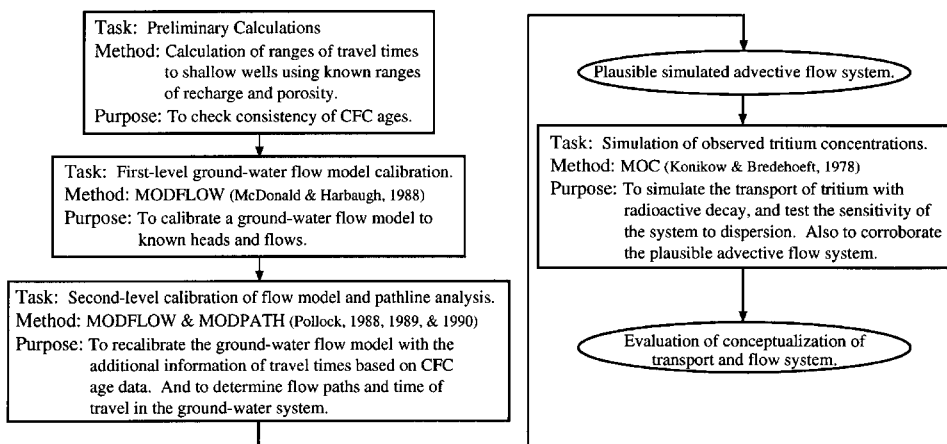 Task: Preliminary Calculations
Method: Calculation of ranges of travel times
to shallow wells using known ranges
of recharge and porosity.
Purpose: To check consistency of CFC ages.
Task: First-level ground-water flow model calibration.
Method: MODFLOW (McDonald & Harbaugh, 1988)
Purpose: To calibrate a ground-water flow model to
known heads and flows.
Task: Second-level calibration of flow model and pathline analysis.
Method: MODFLOW & MODPATH (Pollock, 1988, 1989, & 1990)
Purpose: To recalibrate the ground-water flow model with the
additional information of travel times based on CFC
age data. And to determine flow paths and time of
travel in the ground-water system.
Plausible simulated advective flow system.
Task: Simulation of observed tritium concentrations.
Method: MOC (Konikow & Bredehoeft, 1978)
Purpose: To simulate the transport of tritium with
radioactive decay, and test the sensitivity of
the system to dispersion. Also to corroborate
the plausible advective flow system.
Evaluation of conceptualization of
transport and flow system.